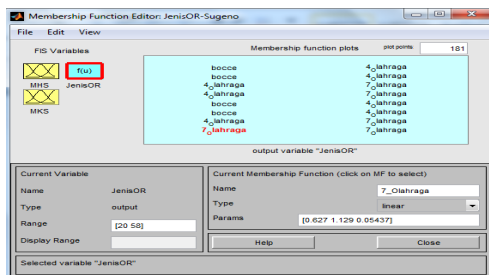 Membership Function Editor: JenisOR-Sugeno
File Edit View
FIS Variables
f(u)
MHS JenisOR
MKS
Membership function plots
plot points 181
bocce
bocce
4_Olahraga
4_Olahraga
bocce
bocce
4_Olahraga
7_Olahraga
4_Olahraga
4_Olahraga
7_Olahraga
7_Olahraga
4_Olahraga
7_Olahraga
7_Olahraga
output variable "JenisOR"
Current Variable
Name JenisOR
Type output
Range [20 58]
Display Range
Current Membership Function (click on MF to select)
Name 7_Olahraga
Type linear
Params [0.627 1.129 0.05437]
Help Close
Selected variable "JenisOR"